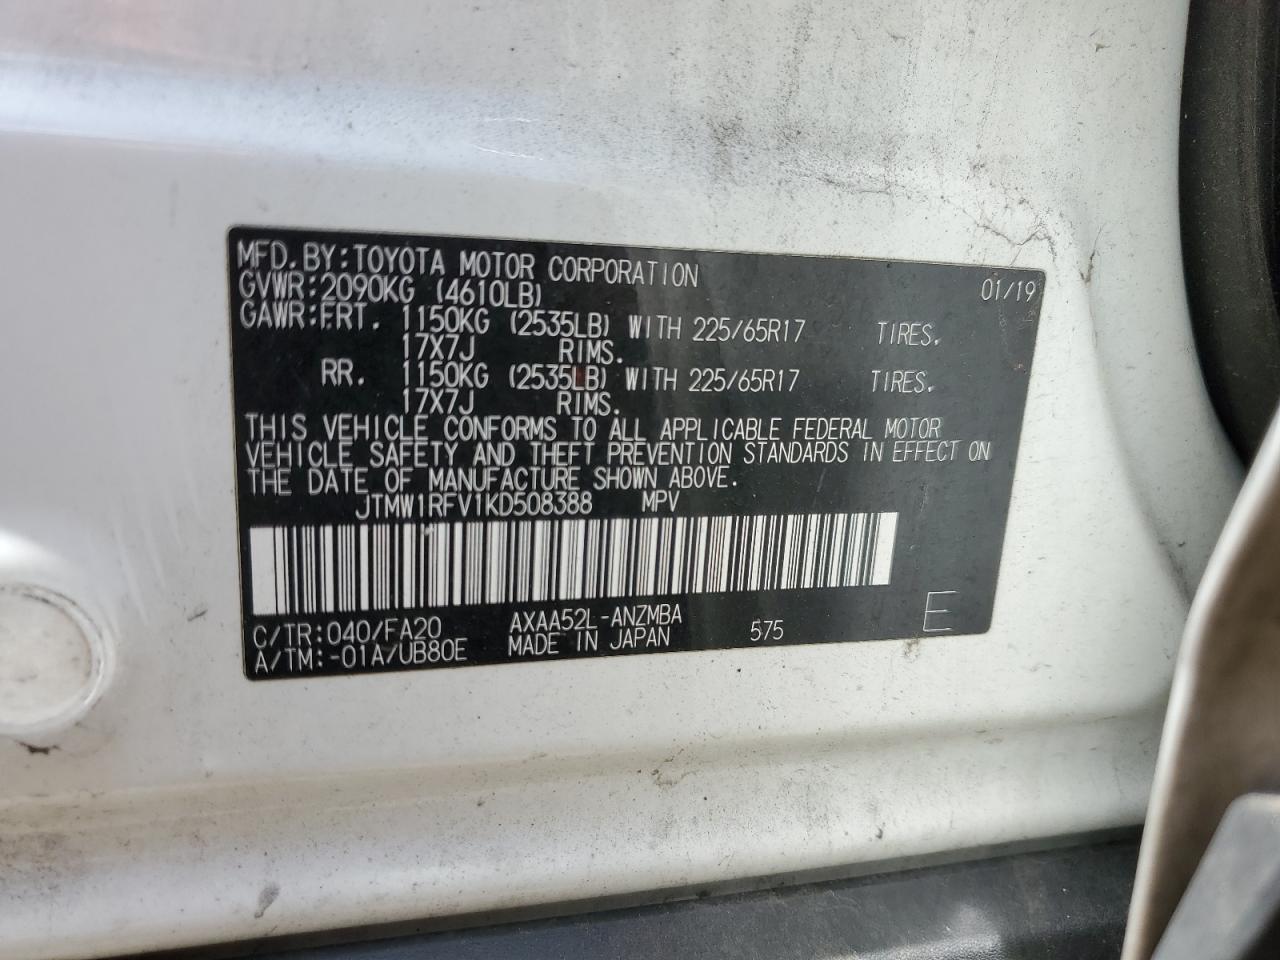 MFD. BY: TOYOTA MOTOR CORPORATION 01/19
GVWR: 2090KG (4610LB)
GAWR: FRT. 1150KG (2535LB) WITH 225/65R17 TIRES.
17X7J RIMS.
RR. 1150KG (2535LB) WITH 225/65R17 TIRES.
17X7J RIMS.
THIS VEHICLE CONFORMS TO ALL APPLICABLE FEDERAL MOTOR
VEHICLE SAFETY AND THEFT PREVENTION STANDARDS IN EFFECT ON
THE DATE OF MANUFACTURE SHOWN ABOVE.
JTMW1RFV1KD508388 MPV
C/TR: 040/FA20 AXAA52L-ANZMBA
A/TM: -01A/UB80E MADE IN JAPAN 575 E